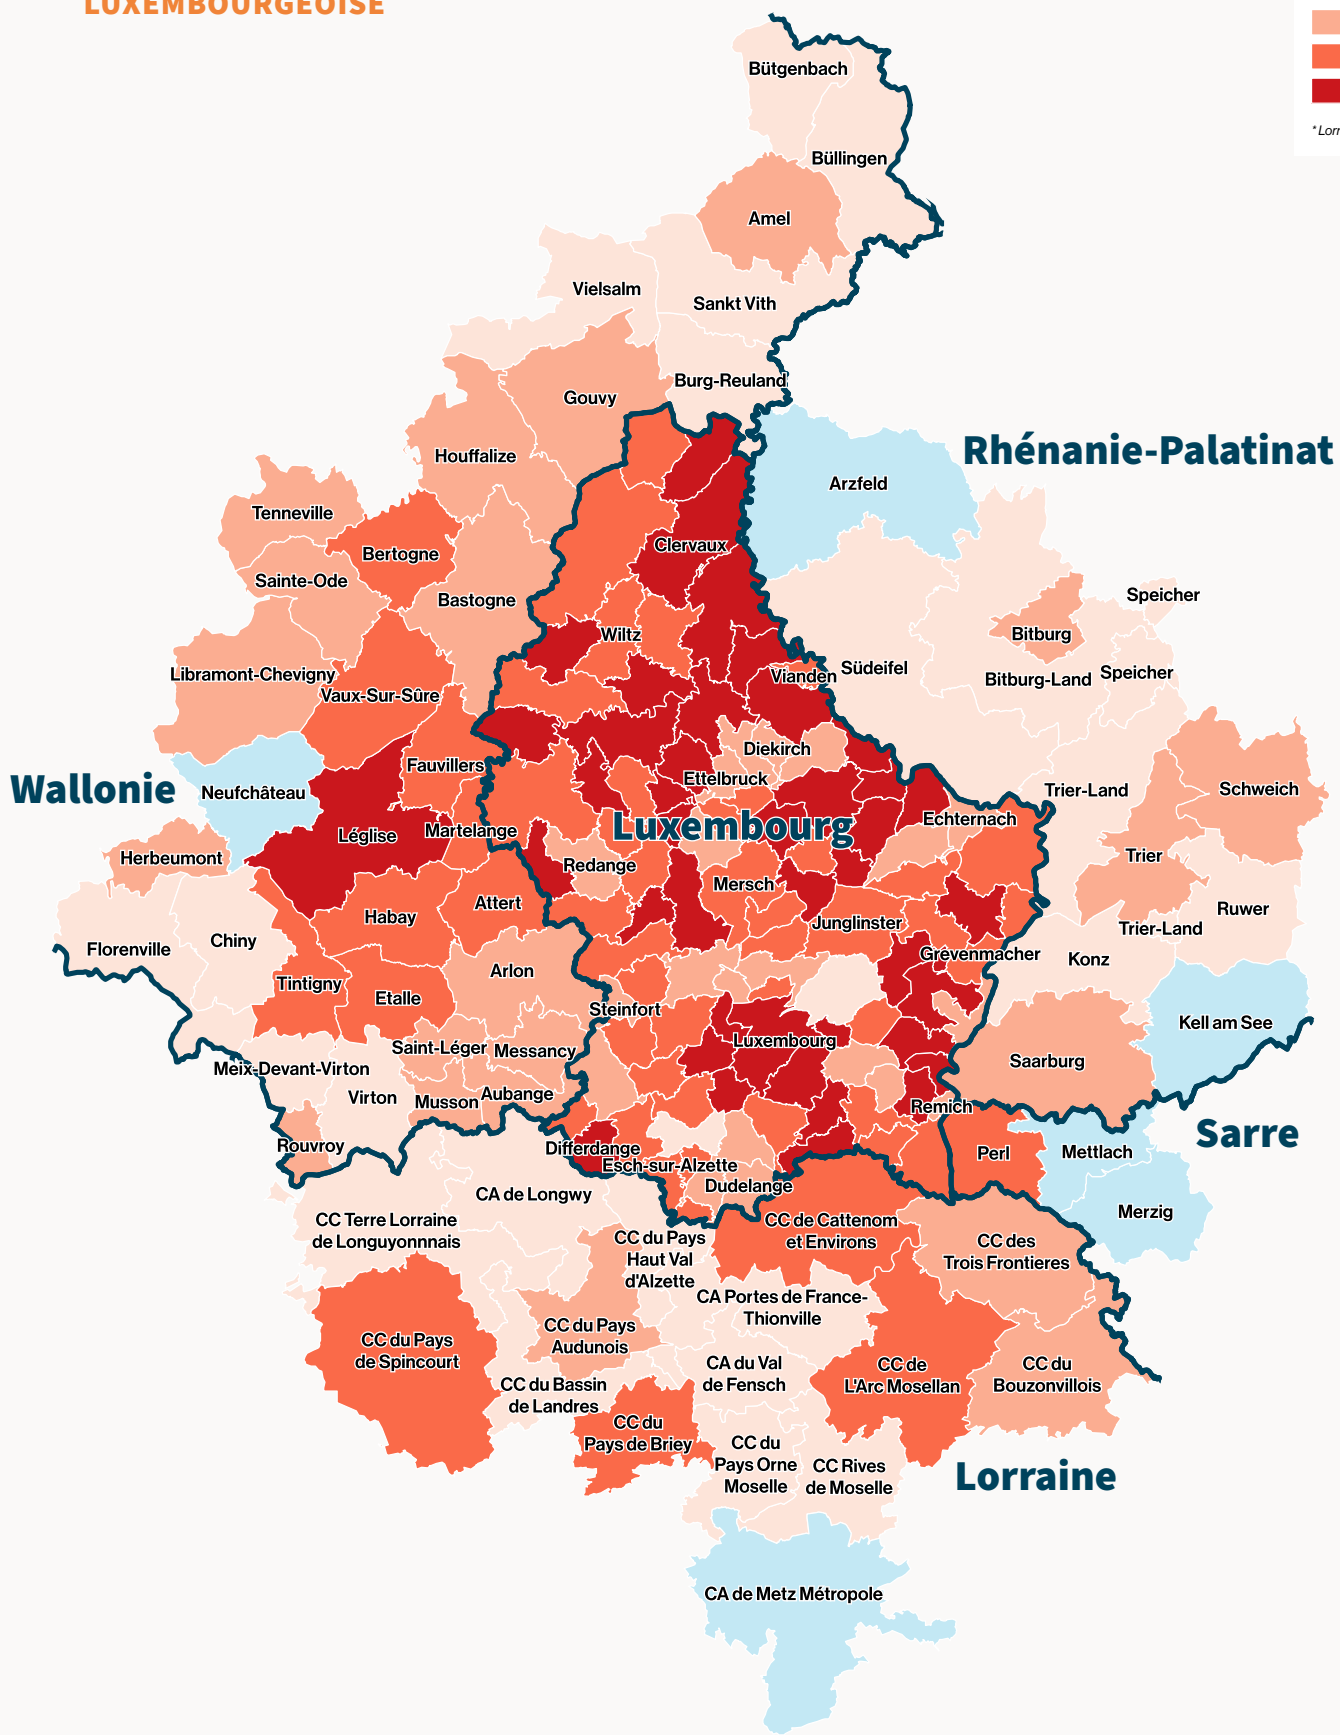 LUXEMBOURGEOISE
* Lorr
Bütgenbach
Büllingen
Amel
Vielsalm
Sankt Vith
Burg-Reuland
Gouvy
Rhénanie-Palatinat
Houffalize
Arzfeld
Tenneville
Clervaux
Bertogne
Sainte-Ode
Bastogne
Speicher
Wiltz
Bitburg
Libramont-Chevigny
Vianden
Südeifel
Bitburg-Land
Speicher
Vaux-Sur-Sûre
Diekirch
Fauvillers
Ettelbruck
Wallonie
Neufchâteau
Trier-Land
Schweich
Léglise
Martelange
Luxembourg
Echternach
Herbeumont
Redange
Trier
Mersch
Habay
Attert
Junglinster
Ruwer
Trier-Land
Florenville
Chiny
Grévenmacher
Konz
Arlon
Tintigny
Etalle
Steinfort
Kell am See
Saint-Léger
Messancy
Luxembourg
Saarburg
Meix-Devant-Virton
Virton
Musson
Aubange
Remich
Sarre
Rouvroy
Differdange
Esch-sur-Alzette
Perl
Mettlach
Dudelange
CA de Longwy
Merzig
CC Terre Lorraine
de Longuyonnnais
CC de Cattenom
et Environs
CC du Pays
Haut Val
d'Alzette
CC des
Trois Frontieres
CA Portes de France-
Thionville
CC du Pays
Audunois
CC du Pays
de Spincourt
CA du Val
de Fensch
CC de
L'Arc Mosellan
CC du
Bouzonvillois
CC du Bassin
de Landres
CC du
Pays de Briey
CC du
Pays Orne
Moselle
CC Rives
de Moselle
Lorraine
CA de Metz Métropole